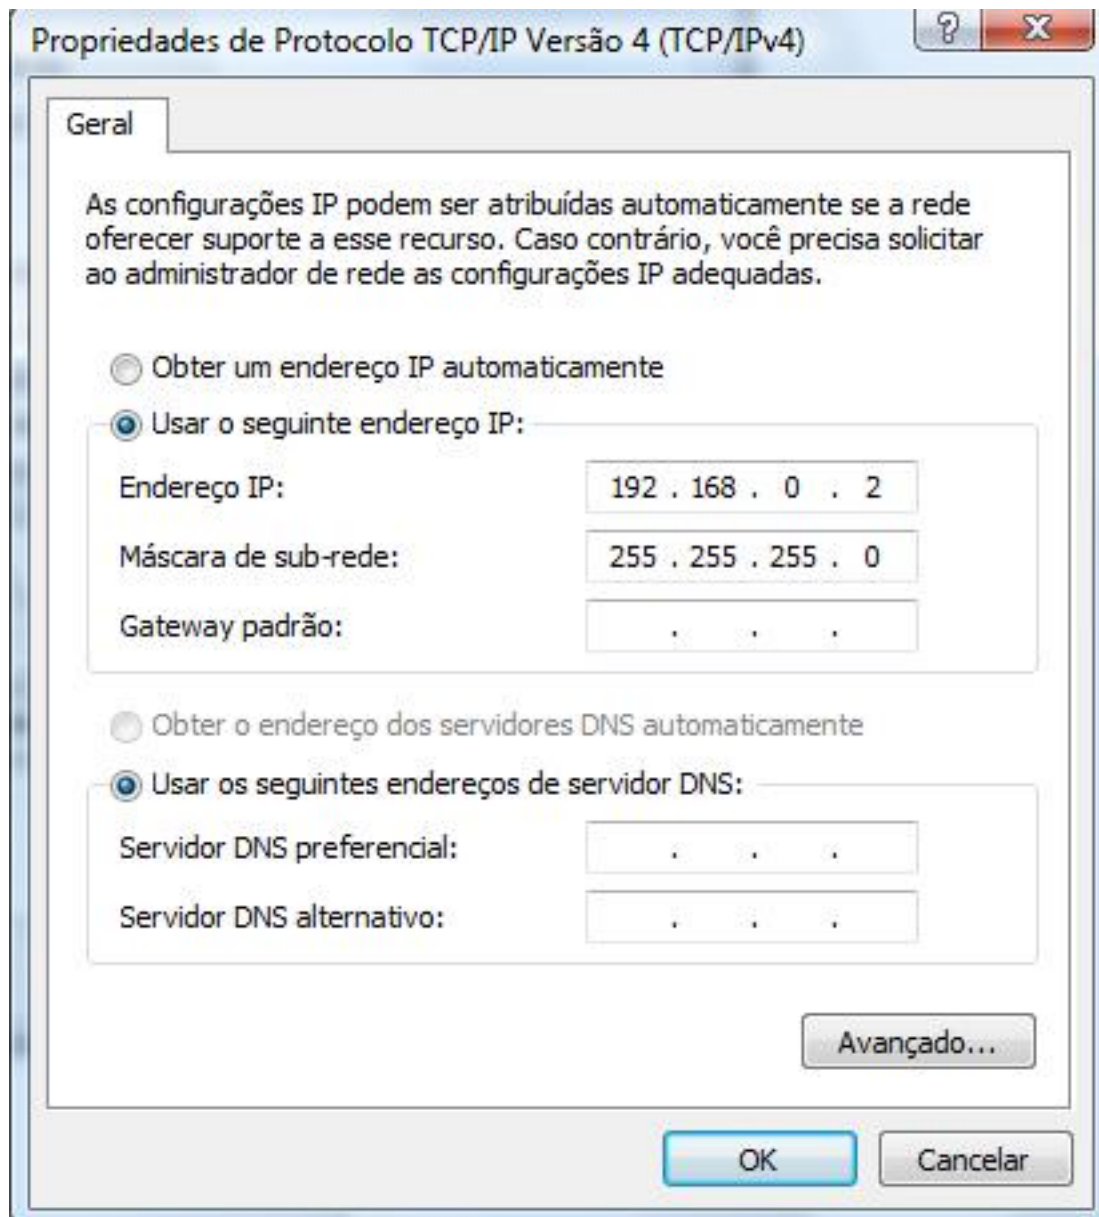 Propriedades de Protocolo TCP/IP Versão 4 (TCP/IPv4)
?
X
Geral
As configurações IP podem ser atribuídas automaticamente se a rede
oferecer suporte a esse recurso. Caso contrário, você precisa solicitar
ao administrador de rede as configurações IP adequadas.
Obter um endereço IP automaticamente
Usar o seguinte endereço IP:
Endereço IP: 192 . 168 . 0 . 2
Máscara de sub-rede: 255 . 255 . 255 . 0
Gateway padrão: . . .
Obter o endereço dos servidores DNS automaticamente
Usar os seguintes endereços de servidor DNS:
Servidor DNS preferencial: . . .
Servidor DNS alternativo: . . .
Avançado...
OK Cancelar